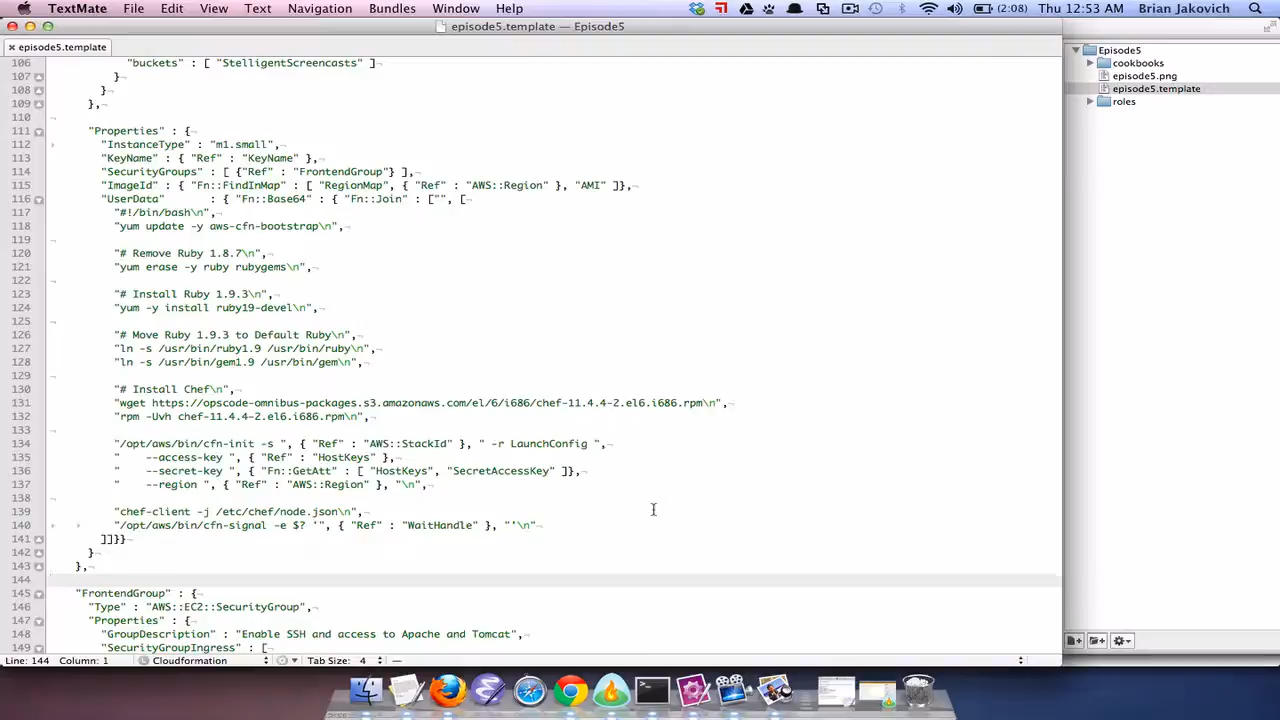 TextMate File Edit View Text Navigation Bundles Window Help (2:08) Thu 12:53 AM Brian Jakovich
episode5.template — Episode5
episode5.template
Episode5
cookbooks
episode5.png
episode5.template
roles
106 "buckets" : [ "StelligentScreencasts" ]
107 }
108 }
109 },
110
111 "Properties" : {
112 "InstanceType" : "m1.small",
113 "KeyName" : { "Ref" : "KeyName" },
114 "SecurityGroups" : [ {"Ref" : "FrontendGroup"} ],
115 "ImageId" : { "Fn::FindInMap" : [ "RegionMap", { "Ref" : "AWS::Region" }, "AMI" ]},
116 "UserData" : { "Fn::Base64" : { "Fn::Join" : ["", [
117 "#!/bin/bash\n",
118 "yum update -y aws-cfn-bootstrap\n",
119
120 "# Remove Ruby 1.8.7\n",
121 "yum erase -y ruby rubygems\n",
122
123 "# Install Ruby 1.9.3\n",
124 "yum -y install ruby19-devel\n",
125
126 "# Move Ruby 1.9.3 to Default Ruby\n",
127 "ln -s /usr/bin/ruby1.9 /usr/bin/ruby\n",
128 "ln -s /usr/bin/gem1.9 /usr/bin/gem\n",
129
130 "# Install Chef\n",
131 "wget https://opscode-omnibus-packages.s3.amazonaws.com/el/6/i686/chef-11.4.4-2.el6.i686.rpm\n",
132 "rpm -Uvh chef-11.4.4-2.el6.i686.rpm\n",
133
134 "/opt/aws/bin/cfn-init -s ", { "Ref" : "AWS::StackId" }, " -r LaunchConfig ",
135 " --access-key ", { "Ref" : "HostKeys" },
136 " --secret-key ", { "Fn::GetAtt" : [ "HostKeys", "SecretAccessKey" ]},
137 " --region ", { "Ref" : "AWS::Region" }, "\n",
138
139 "chef-client -j /etc/chef/node.json\n",
140 "/opt/aws/bin/cfn-signal -e $? '", { "Ref" : "WaitHandle" }, "'\n"
141 ]]}}
142 }
143 },
144
145 "FrontendGroup" : {
146 "Type" : "AWS::EC2::SecurityGroup",
147 "Properties" : {
148 "GroupDescription" : "Enable SSH and access to Apache and Tomcat",
149 "SecurityGroupIngress" : [
Line: 144 Column: 1 Cloudformation Tab Size: 4 —